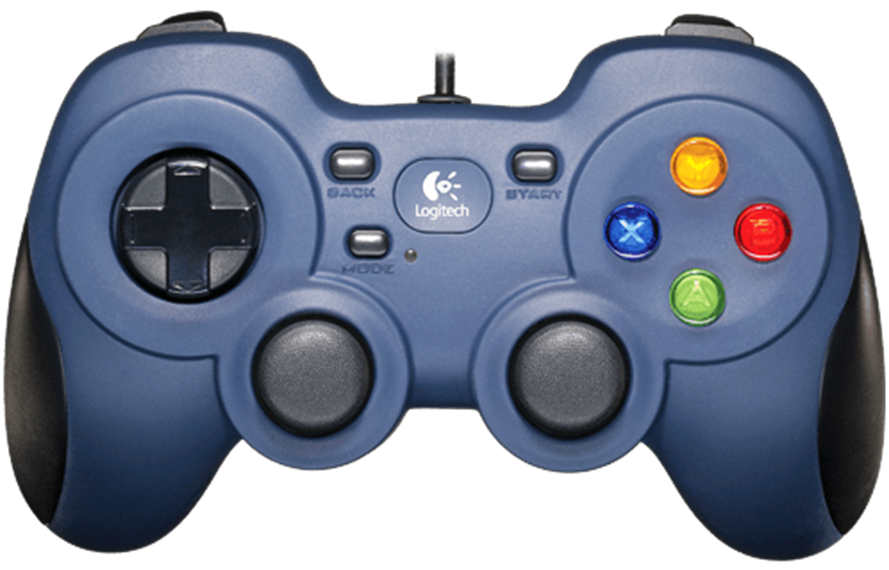 BACK
Logitech
START
MODE
Y
X
B
A